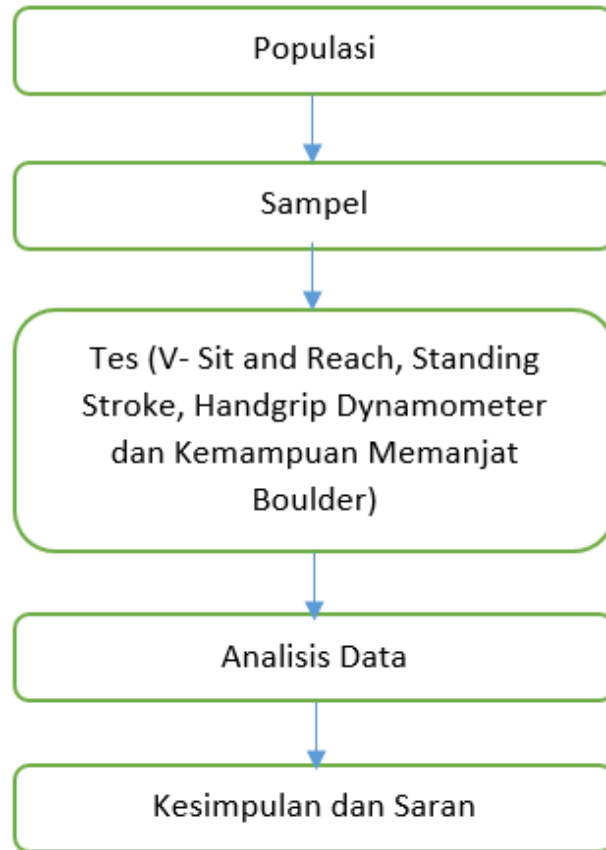 Populasi
Sampel
Tes (V- Sit and Reach, Standing
Stroke, Handgrip Dynamometer
dan Kemampuan Memanjat
Boulder)
Analisis Data
Kesimpulan dan Saran